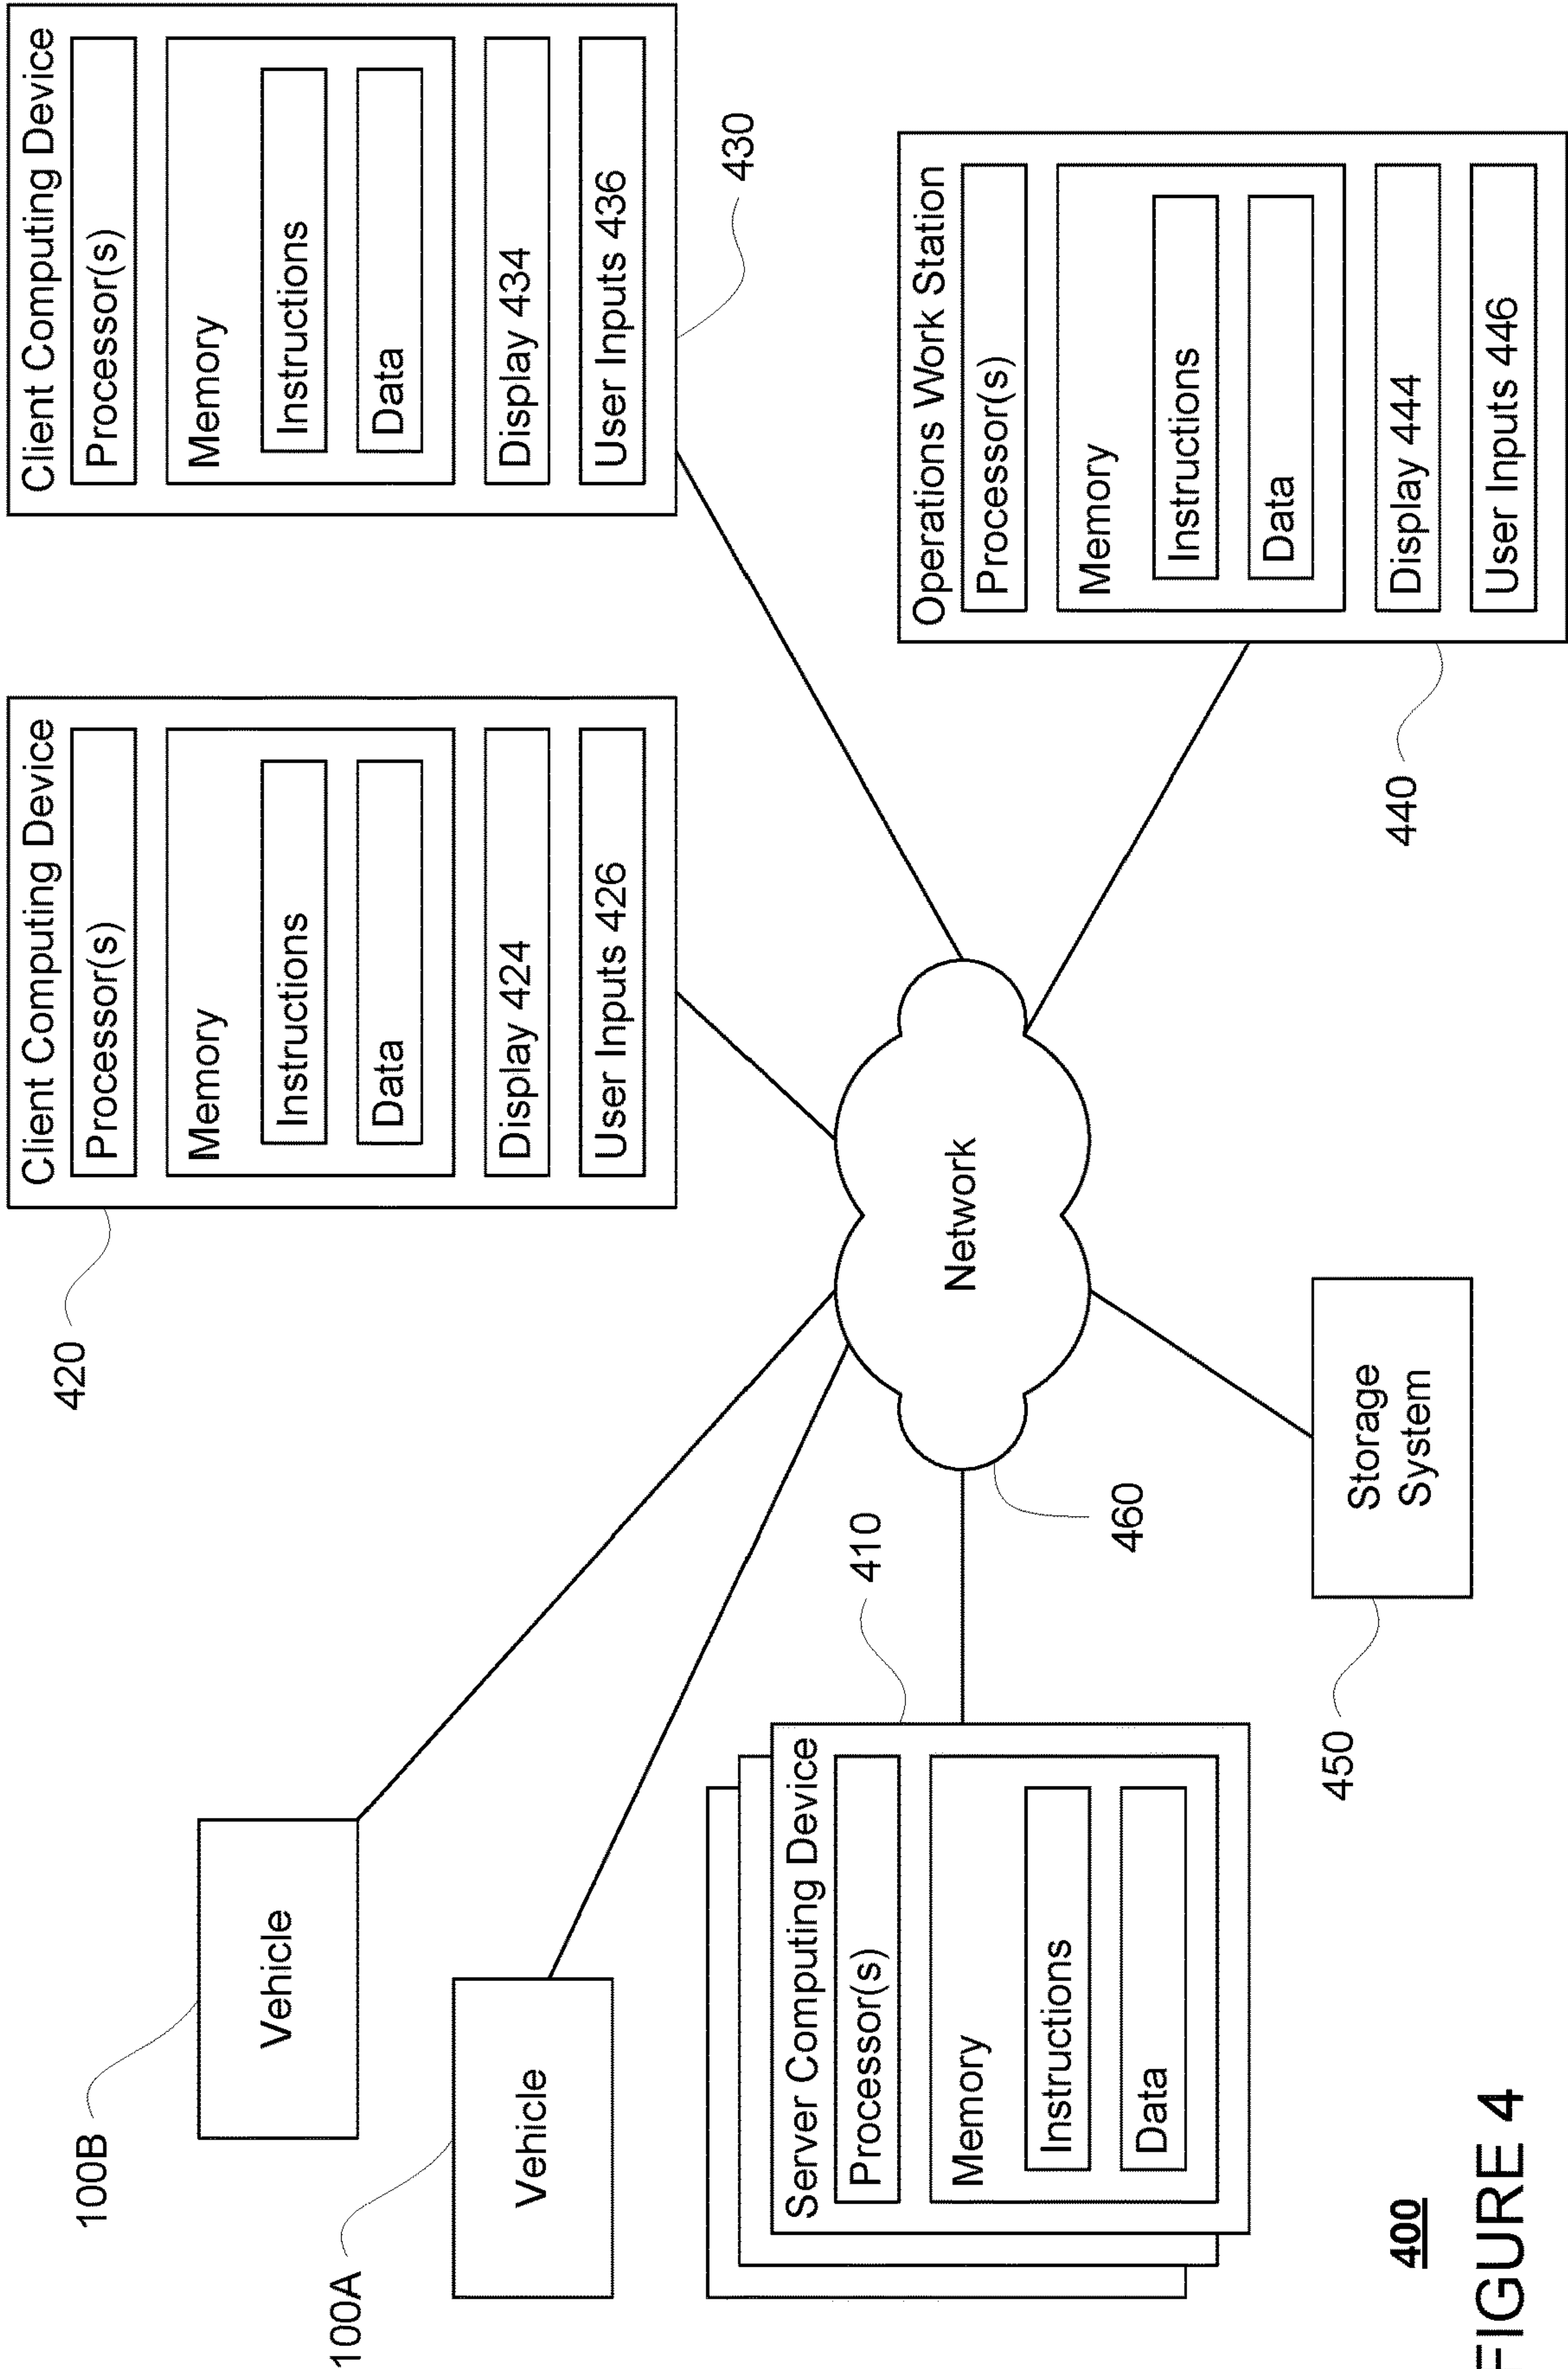 100B
Vehicle
100A
Vehicle
Server Computing Device
Processor(s)
Memory
Instructions
Data
410
420
Client Computing Device
Processor(s)
Memory
Instructions
Data
Display 424
User Inputs 426
Client Computing Device
Processor(s)
Memory
Instructions
Data
Display 434
User Inputs 436
430
Network
460
Storage
System
450
Operations Work Station
Processor(s)
Memory
Instructions
Data
Display 444
User Inputs 446
440
400
FIGURE 4